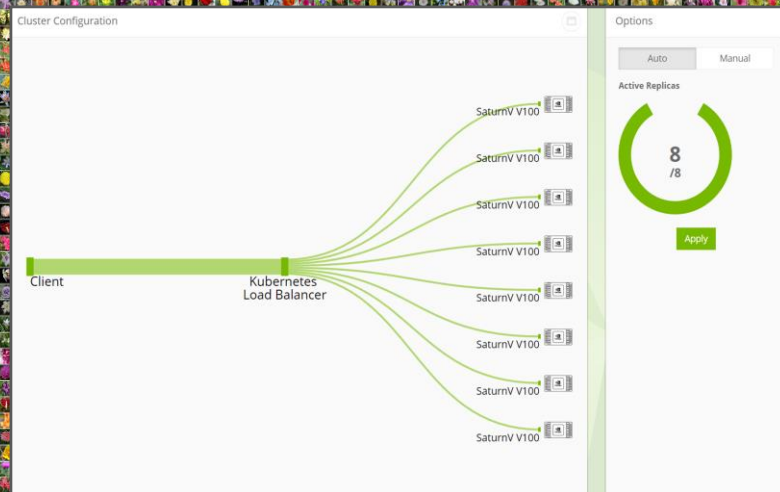 Cluster Configuration
Client
Kubernetes
Load Balancer
SaturnV V100
SaturnV V100
SaturnV V100
SaturnV V100
SaturnV V100
SaturnV V100
SaturnV V100
SaturnV V100
Options
Auto
Manual
Active Replicas
8
/8
Apply